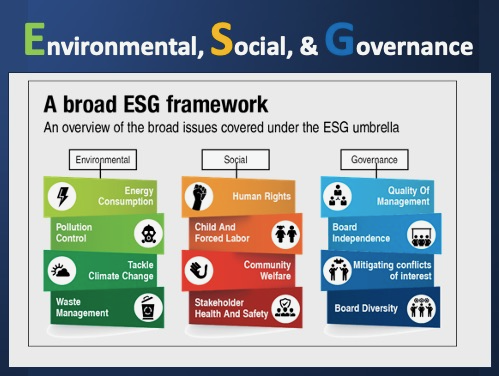 Environmental, Social, & Governance
A broad ESG framework
An overview of the broad issues covered under the ESG umbrella
Environmental
Energy
Consumption
Pollution
Control
Tackle
Climate Change
Waste
Management
Social
Human Rights
Child And
Forced Labor
Community
Welfare
Stakeholder
Health And Safety
Governance
Quality Of
Management
Board
Independence
Mitigating conflicts
of interest
Board Diversity